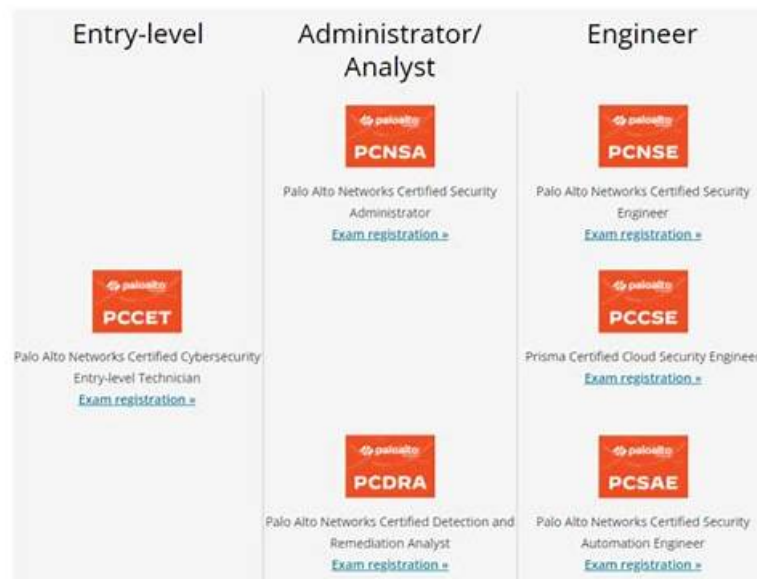 Entry-level
Administrator/
Analyst
Engineer
paloalto
PCNSA
Palo Alto Networks Certified Security
Administrator
Exam registration »
paloalto
PCNSE
Palo Alto Networks Certified Security
Engineer
Exam registration »
paloalto
PCCET
Palo Alto Networks Certified Cybersecurity
Entry-level Technician
Exam registration »
paloalto
PCCSE
Prisma Certified Cloud Security Engineer
Exam registration »
paloalto
PCDRA
Palo Alto Networks Certified Detection and
Remediation Analyst
Exam registration »
paloalto
PCSAE
Palo Alto Networks Certified Security
Automation Engineer
Exam registration »